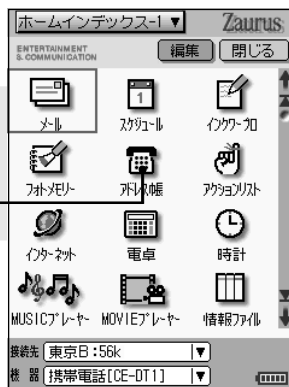 ホームインデックス-1 ▼ Zaurus
ENTERTAINMENT
& COMMUNICATION
編集 閉じる
メール スケジュール インクワープロ
フォトメモリー アドレス帳 アクションリスト
インターネット 電卓 時計
MUSICプレーヤー MOVIEプレーヤー 情報ファイル
接続先 東京B:56k ▼
機 器 携帯電話[CE-DT1] ▼